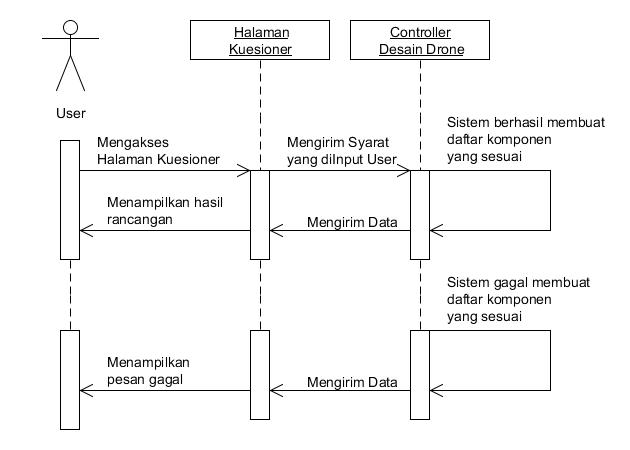 Halaman
Kuesioner
Controller
Desain Drone
User
Mengakses
Halaman Kuesioner
Mengirim Syarat
yang diInput User
Sistem berhasil membuat
daftar komponen
yang sesuai
Menampilkan hasil
rancangan
Mengirim Data
Sistem gagal membuat
daftar komponen
yang sesuai
Menampilkan
pesan gagal
Mengirim Data